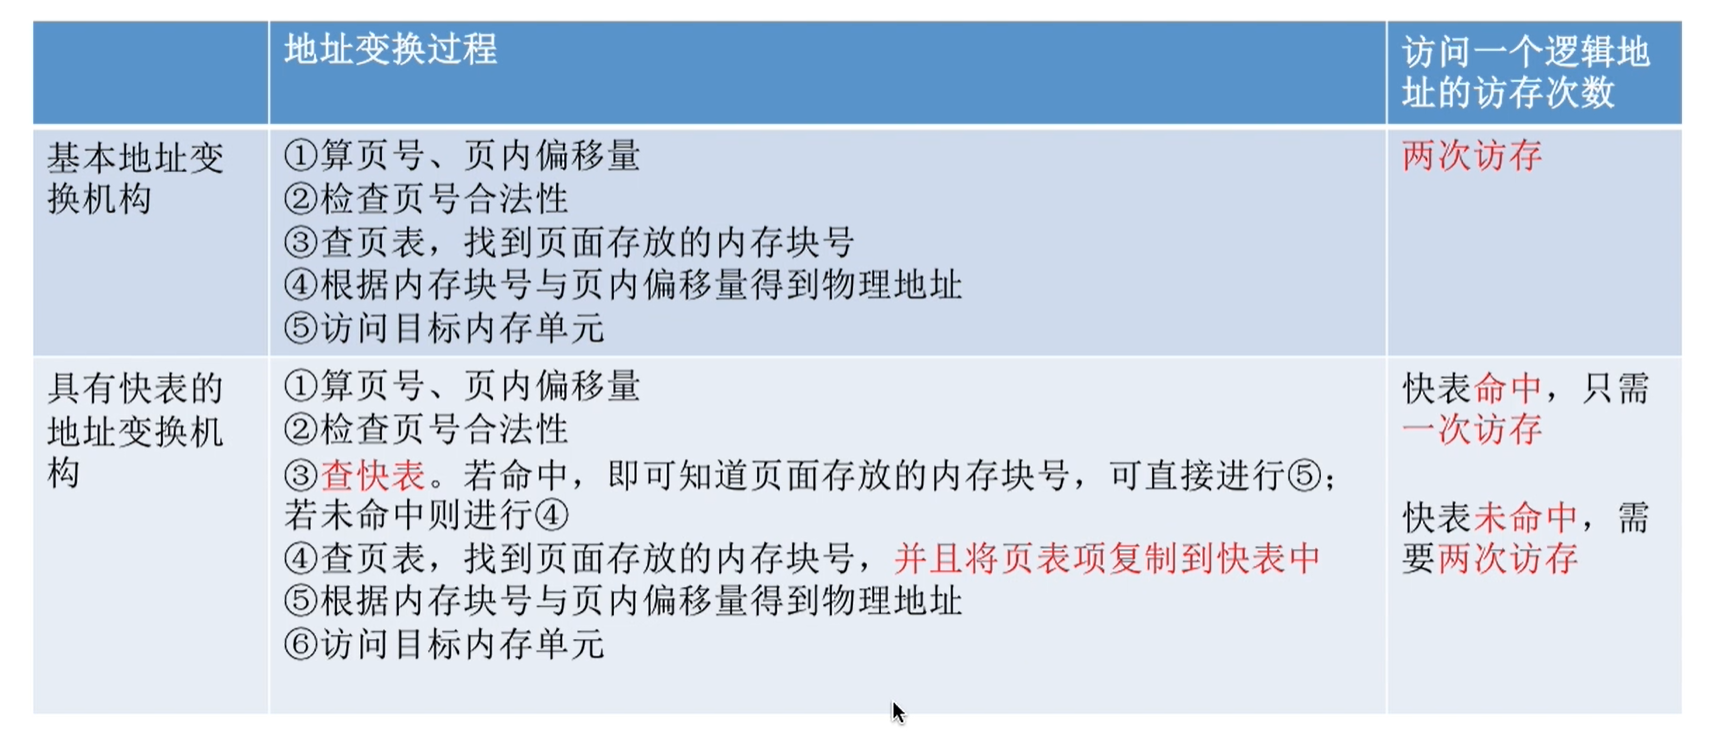 地址变换过程
访问一个逻辑地
址的访存次数
基本地址变
换机构
①算页号、页内偏移量
②检查页号合法性
③查页表，找到页面存放的内存块号
④根据内存块号与页内偏移量得到物理地址
⑤访问目标内存单元
两次访存
具有快表的
地址变换机
构
①算页号、页内偏移量
②检查页号合法性
③查快表。若命中，即可知道页面存放的内存块号，可直接进行⑤；
若未命中则进行④
④查页表，找到页面存放的内存块号，并且将页表项复制到快表中
⑤根据内存块号与页内偏移量得到物理地址
⑥访问目标内存单元
快表命中，只需
一次访存
快表未命中，需
要两次访存